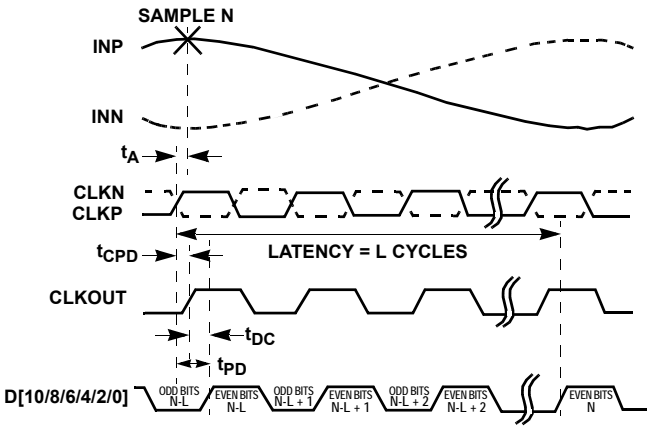 SAMPLE N
INP
INN
tA
CLKN
CLKP
LATENCY = L CYCLES
tCPD
CLKOUT
tDC
tPD
D[10/8/6/4/2/0]
ODD BITS
N-L
EVEN BITS
N-L
ODD BITS
N-L + 1
EVEN BITS
N-L + 1
ODD BITS
N-L + 2
EVEN BITS
N-L + 2
EVEN BITS
N